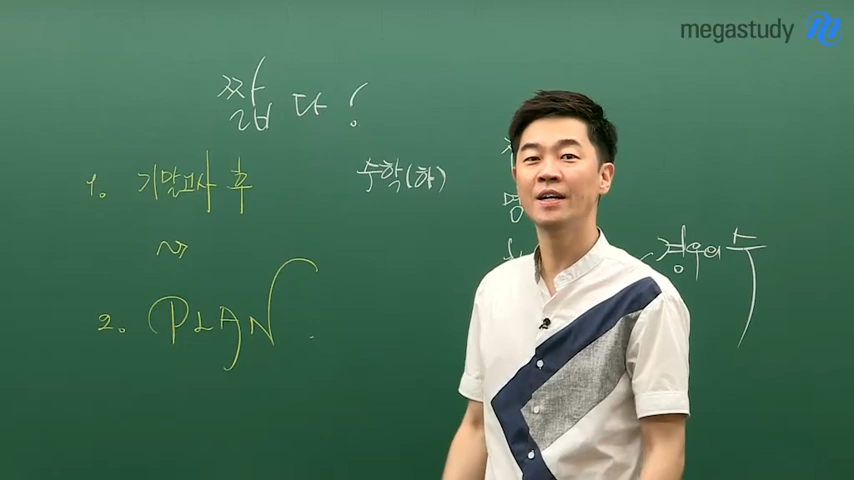 megastudy
짧다!
1. 기말고사 후
수학(하)
경우의 수
2. PLAN.